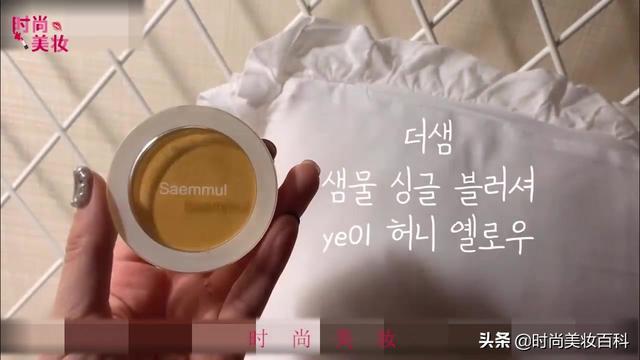 时尚
美妆
Saemmul
더샘
샘물 싱글 블러셔
ye01 허니 옐로우
时尚美妆
头条 @时尚美妆百科